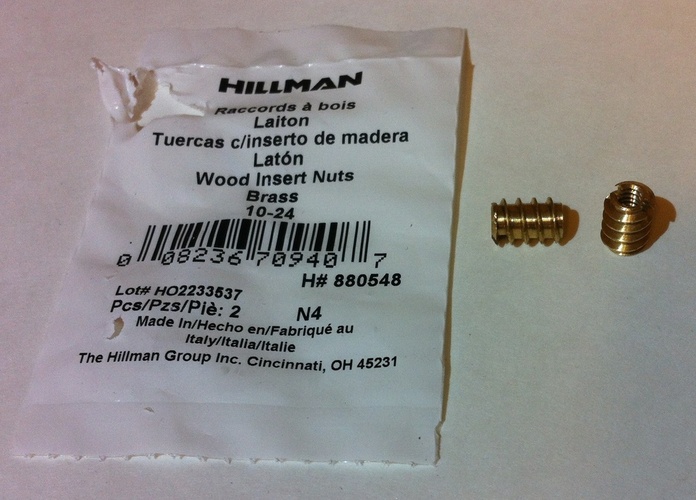 HILLMAN
Raccords à bois
Laiton
Tuercas c/inserto de madera
Latón
Wood Insert Nuts
Brass
10-24
0 08236 70940 7
H# 880548
Lot# HO2233537
Pcs/Pzs/Piè: 2 N4
Made In/Hecho en/Fabriqué au
Italy/Italia/Italie
The Hillman Group Inc. Cincinnati, OH 45231